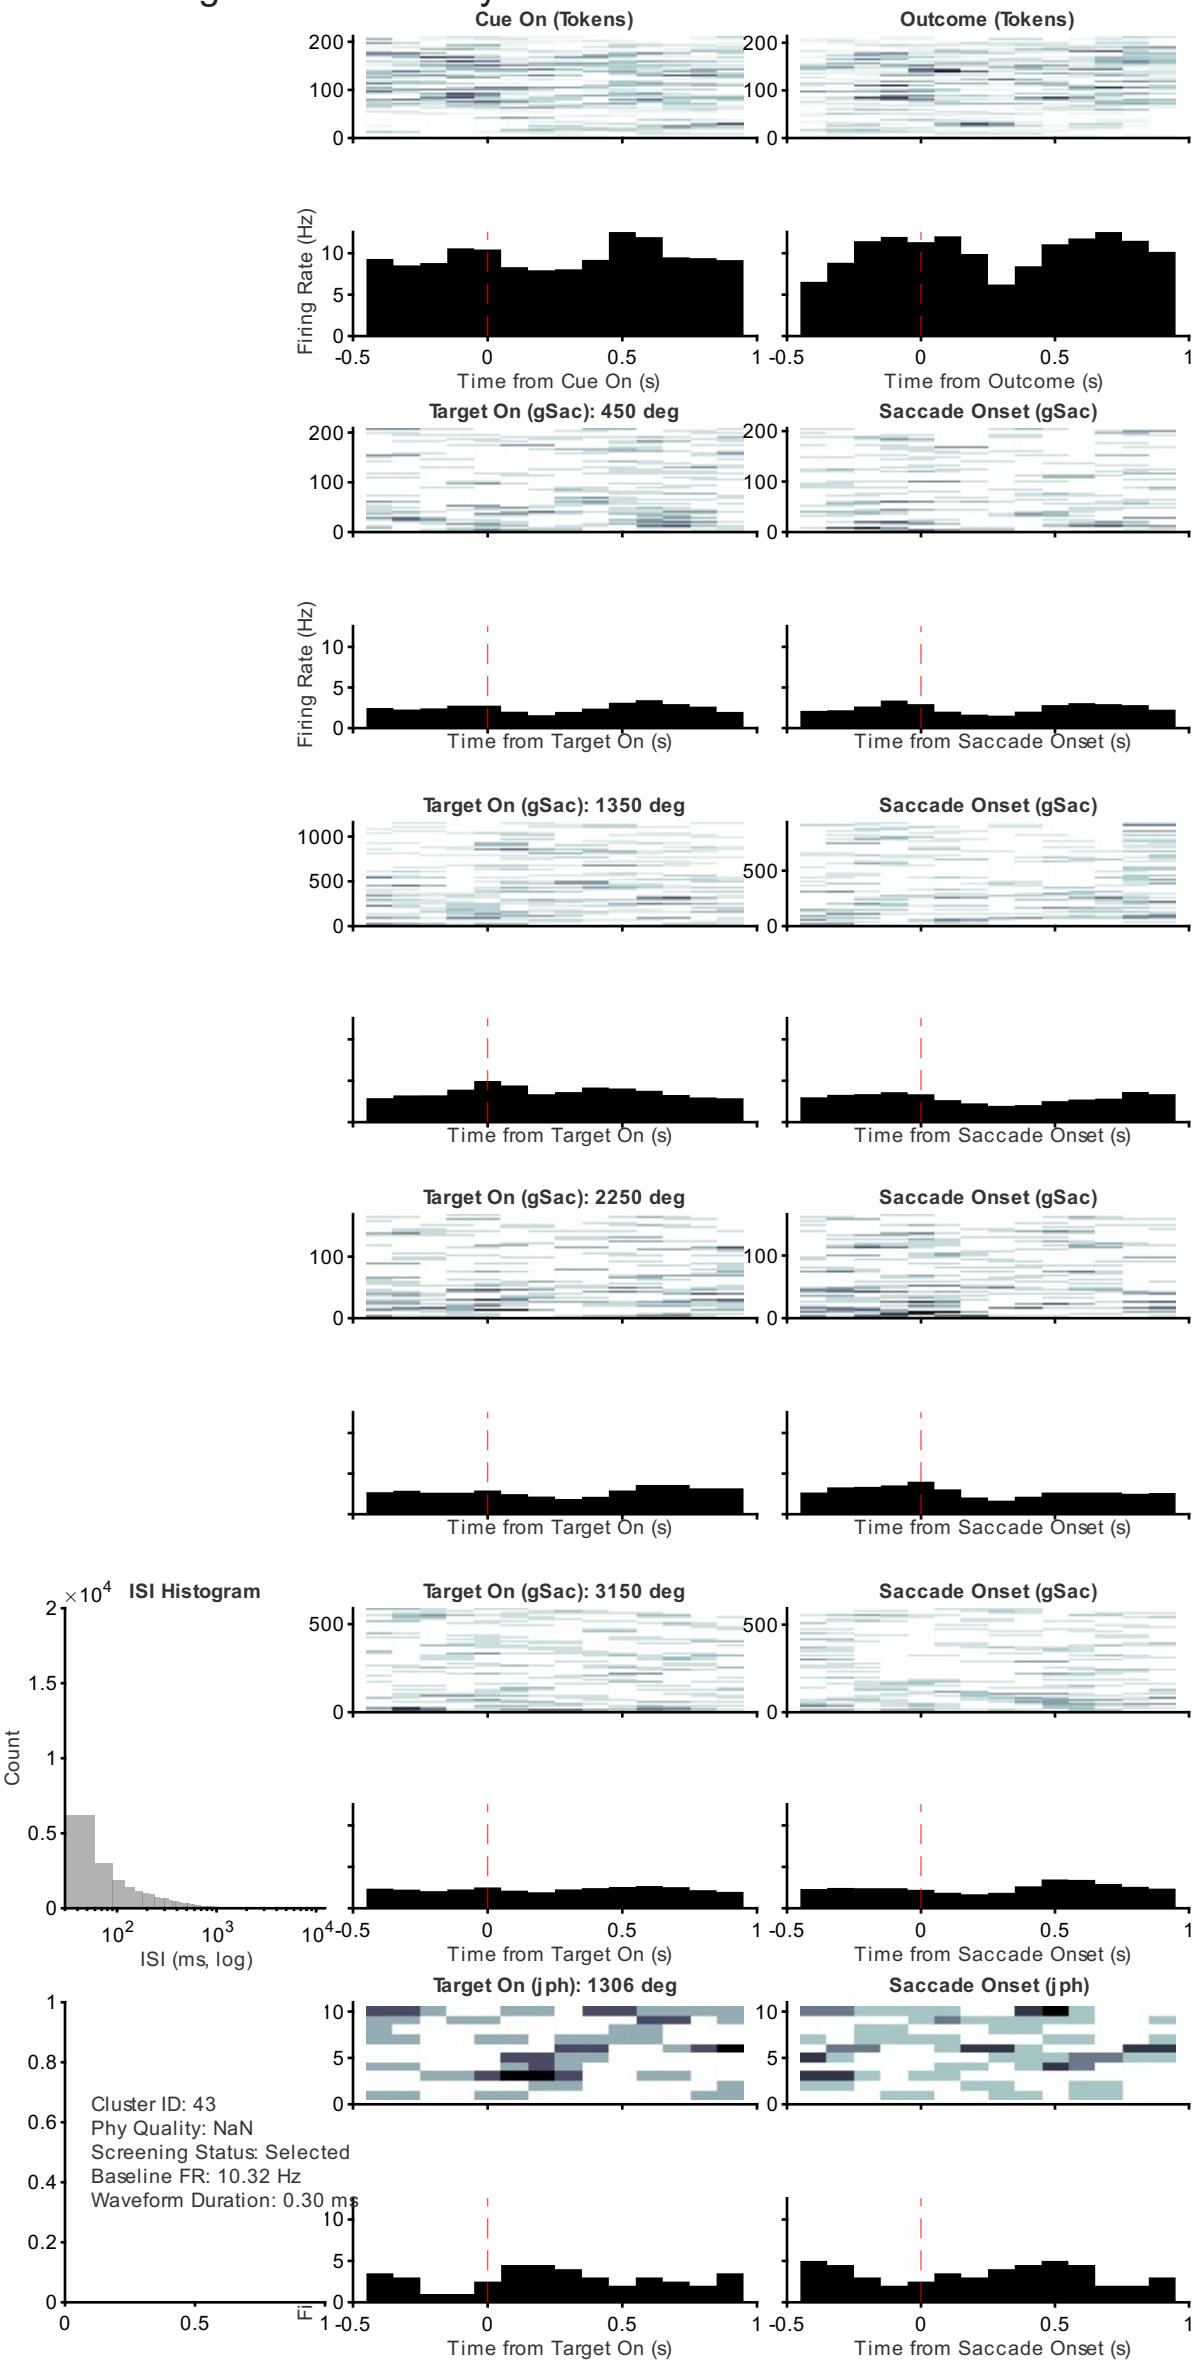 Cue On (Tokens)
Outcome (Tokens)
200
100
0
200
100
0
Firing Rate (Hz)
10
5
0
-0.5
0
0.5
1
-0.5
0
0.5
1
Time from Cue On (s)
Time from Outcome (s)
Target On (gSac): 450 deg
Saccade Onset (gSac)
200
100
0
200
100
0
Firing Rate (Hz)
10
5
0
Time from Target On (s)
Time from Saccade Onset (s)
Target On (gSac): 1350 deg
Saccade Onset (gSac)
1000
500
0
500
0
Time from Target On (s)
Time from Saccade Onset (s)
Target On (gSac): 2250 deg
Saccade Onset (gSac)
100
0
100
0
Time from Target On (s)
Time from Saccade Onset (s)
×10⁴
ISI Histogram
2
1.5
1
0.5
0
Count
10²
10³
10⁴
ISI (ms, log)
Target On (gSac): 3150 deg
Saccade Onset (gSac)
500
0
500
0
-0.5
0
0.5
1
-0.5
0
0.5
1
Time from Target On (s)
Time from Saccade Onset (s)
Target On (jph): 1306 deg
Saccade Onset (jph)
10
5
0
10
5
0
1
0.8
0.6
0.4
0.2
0
Cluster ID: 43
Phy Quality: NaN
Screening Status: Selected
Baseline FR: 10.32 Hz
Waveform Duration: 0.30 ms
0
0.5
1
Fi
10
5
0
-0.5
0
0.5
1
-0.5
0
0.5
1
Time from Target On (s)
Time from Saccade Onset (s)